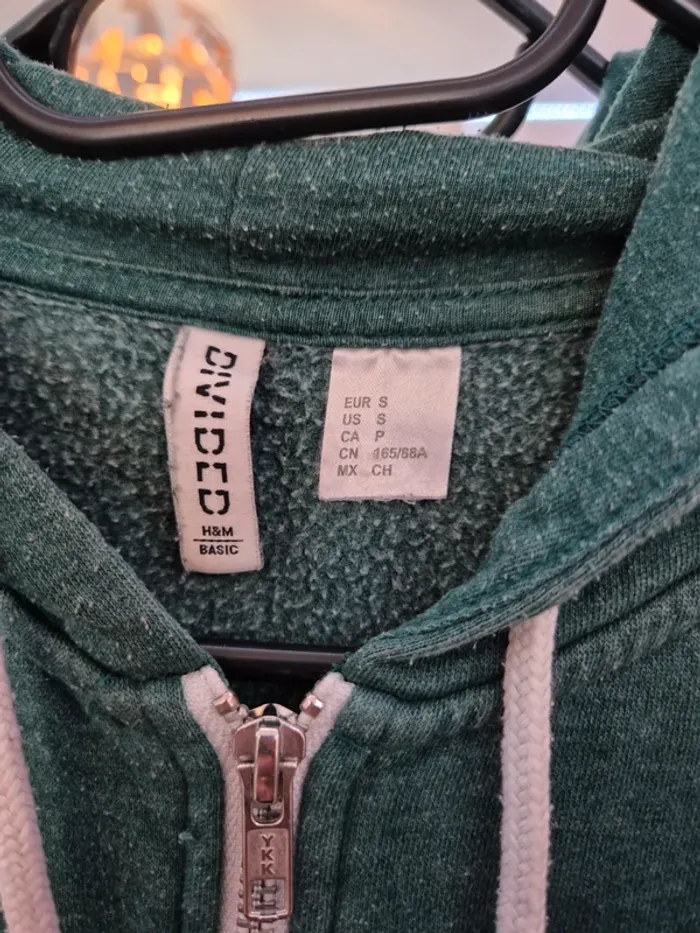 DIVIDED
H&M
BASIC
EUR S
US S
CA P
CN 165/88A
MX CH
YKK